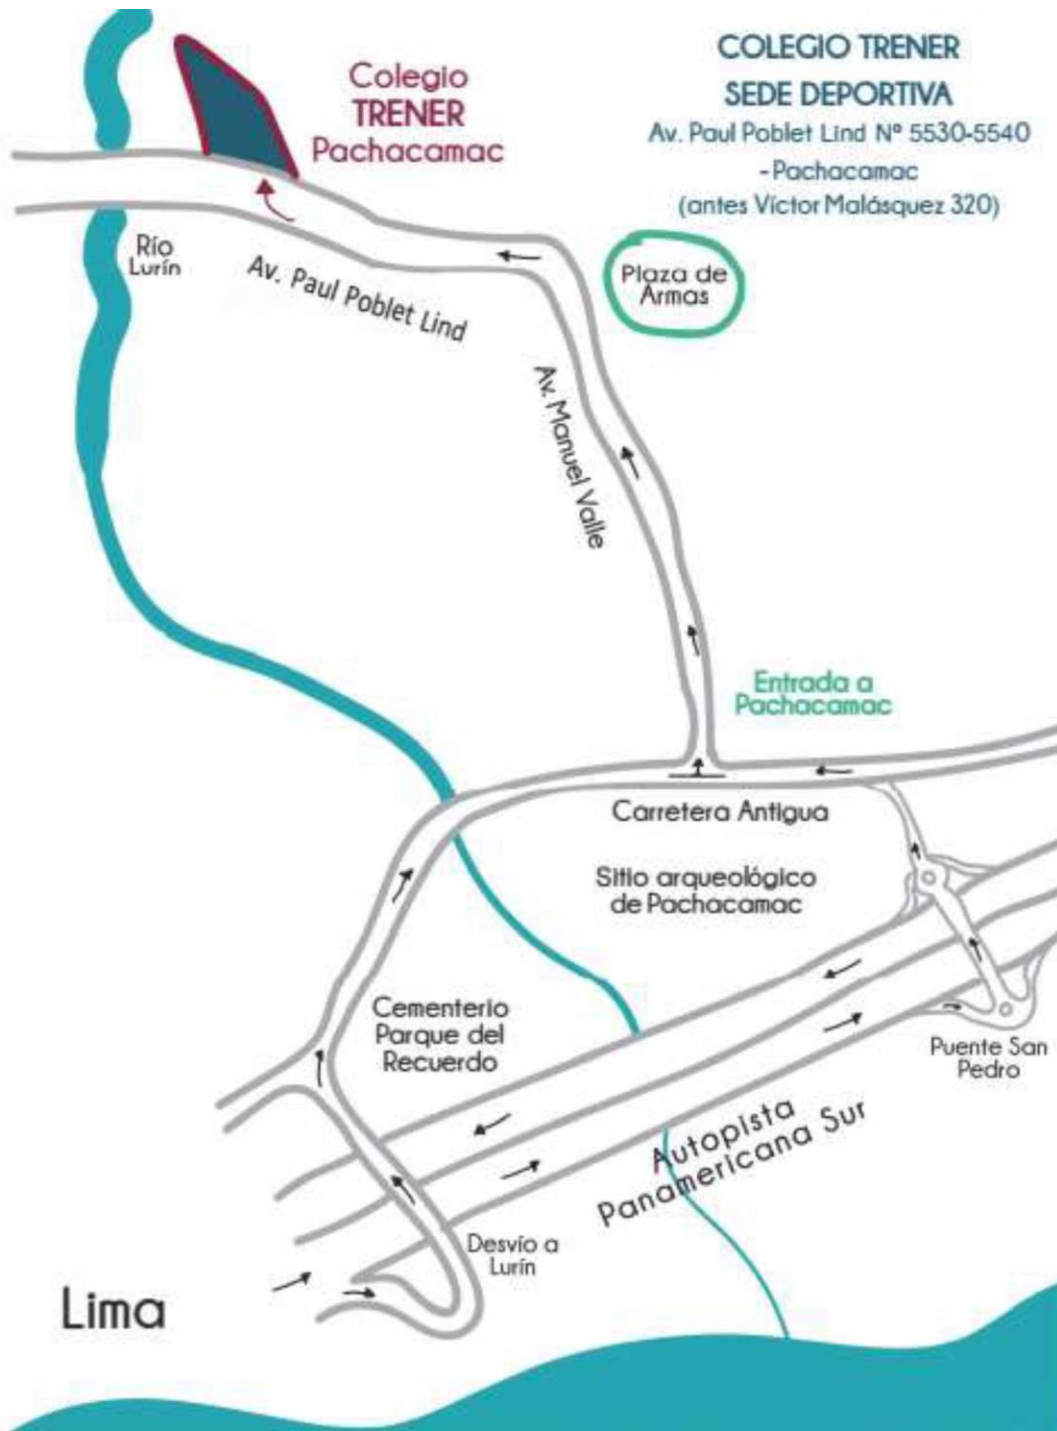 COLEGIO TRENER
SEDE DEPORTIVA
Av. Paul Poblet Lind Nº 5530-5540
-Pachacamac
(antes Víctor Malásquez 320)
Colegio
TRENER
Pachacamac
Río
Lurín
Av. Paul Poblet Lind
Plaza de
Armas
Av. Manuel Valle
Entrada a
Pachacamac
Carretera Antigua
Sitio arqueológico
de Pachacamac
Cementerio
Parque del
Recuerdo
Puente San
Pedro
Autopista
Panamericana Sur
Desvío a
Lurín
Lima